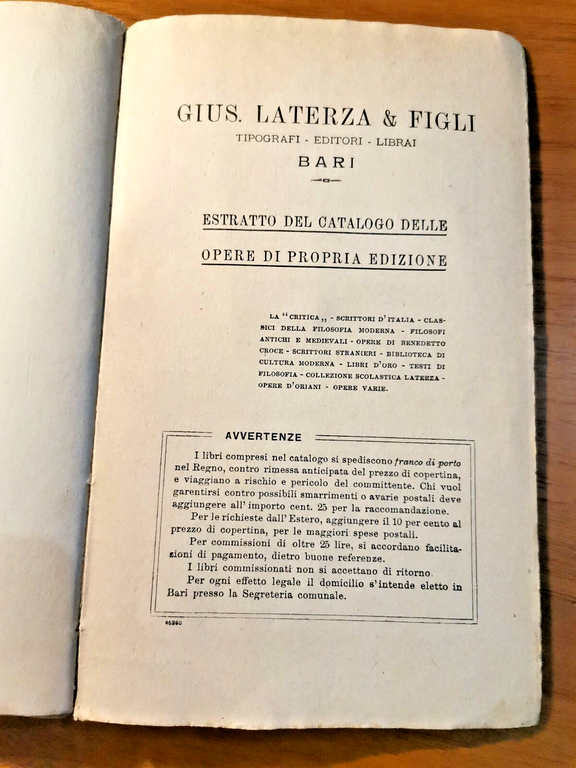 GIUS. LATERZA & FIGLI
TIPOGRAFI - EDITORI - LIBRAI
BARI
ESTRATTO DEL CATALOGO DELLE
OPERE DI PROPRIA EDIZIONE
LA “CRITICA„ - SCRITTORI D'ITALIA - CLAS-
SICI DELLA FILOSOFIA MODERNA - FILOSOFI
ANTICHI E MEDIEVALI - OPERE DI BENEDETTO
CROCE - SCRITTORI STRANIERI - BIBLIOTECA DI
CULTURA MODERNA - LIBRI D'ORO - TESTI DI
FILOSOFIA - COLLEZIONE SCOLASTICA LATERZA -
OPERE D'ORIANI - OPERE VARIE.
AVVERTENZE
I libri compresi nel catalogo si spediscono franco di porto
nel Regno, contro rimessa anticipata del prezzo di copertina,
e viaggiano a rischio e pericolo del committente. Chi vuol
garentirsi contro possibili smarrimenti o avarie postali deve
aggiungere all'importo cent. 25 per la raccomandazione.
Per le richieste dall'Estero, aggiungere il 10 per cento al
prezzo di copertina, per le maggiori spese postali.
Per commissioni di oltre 25 lire, si accordano facilita-
zioni di pagamento, dietro buone referenze.
I libri commissionati non si accettano di ritorno.
Per ogni effetto legale il domicilio s'intende eletto in
Bari presso la Segreteria comunale.
46260